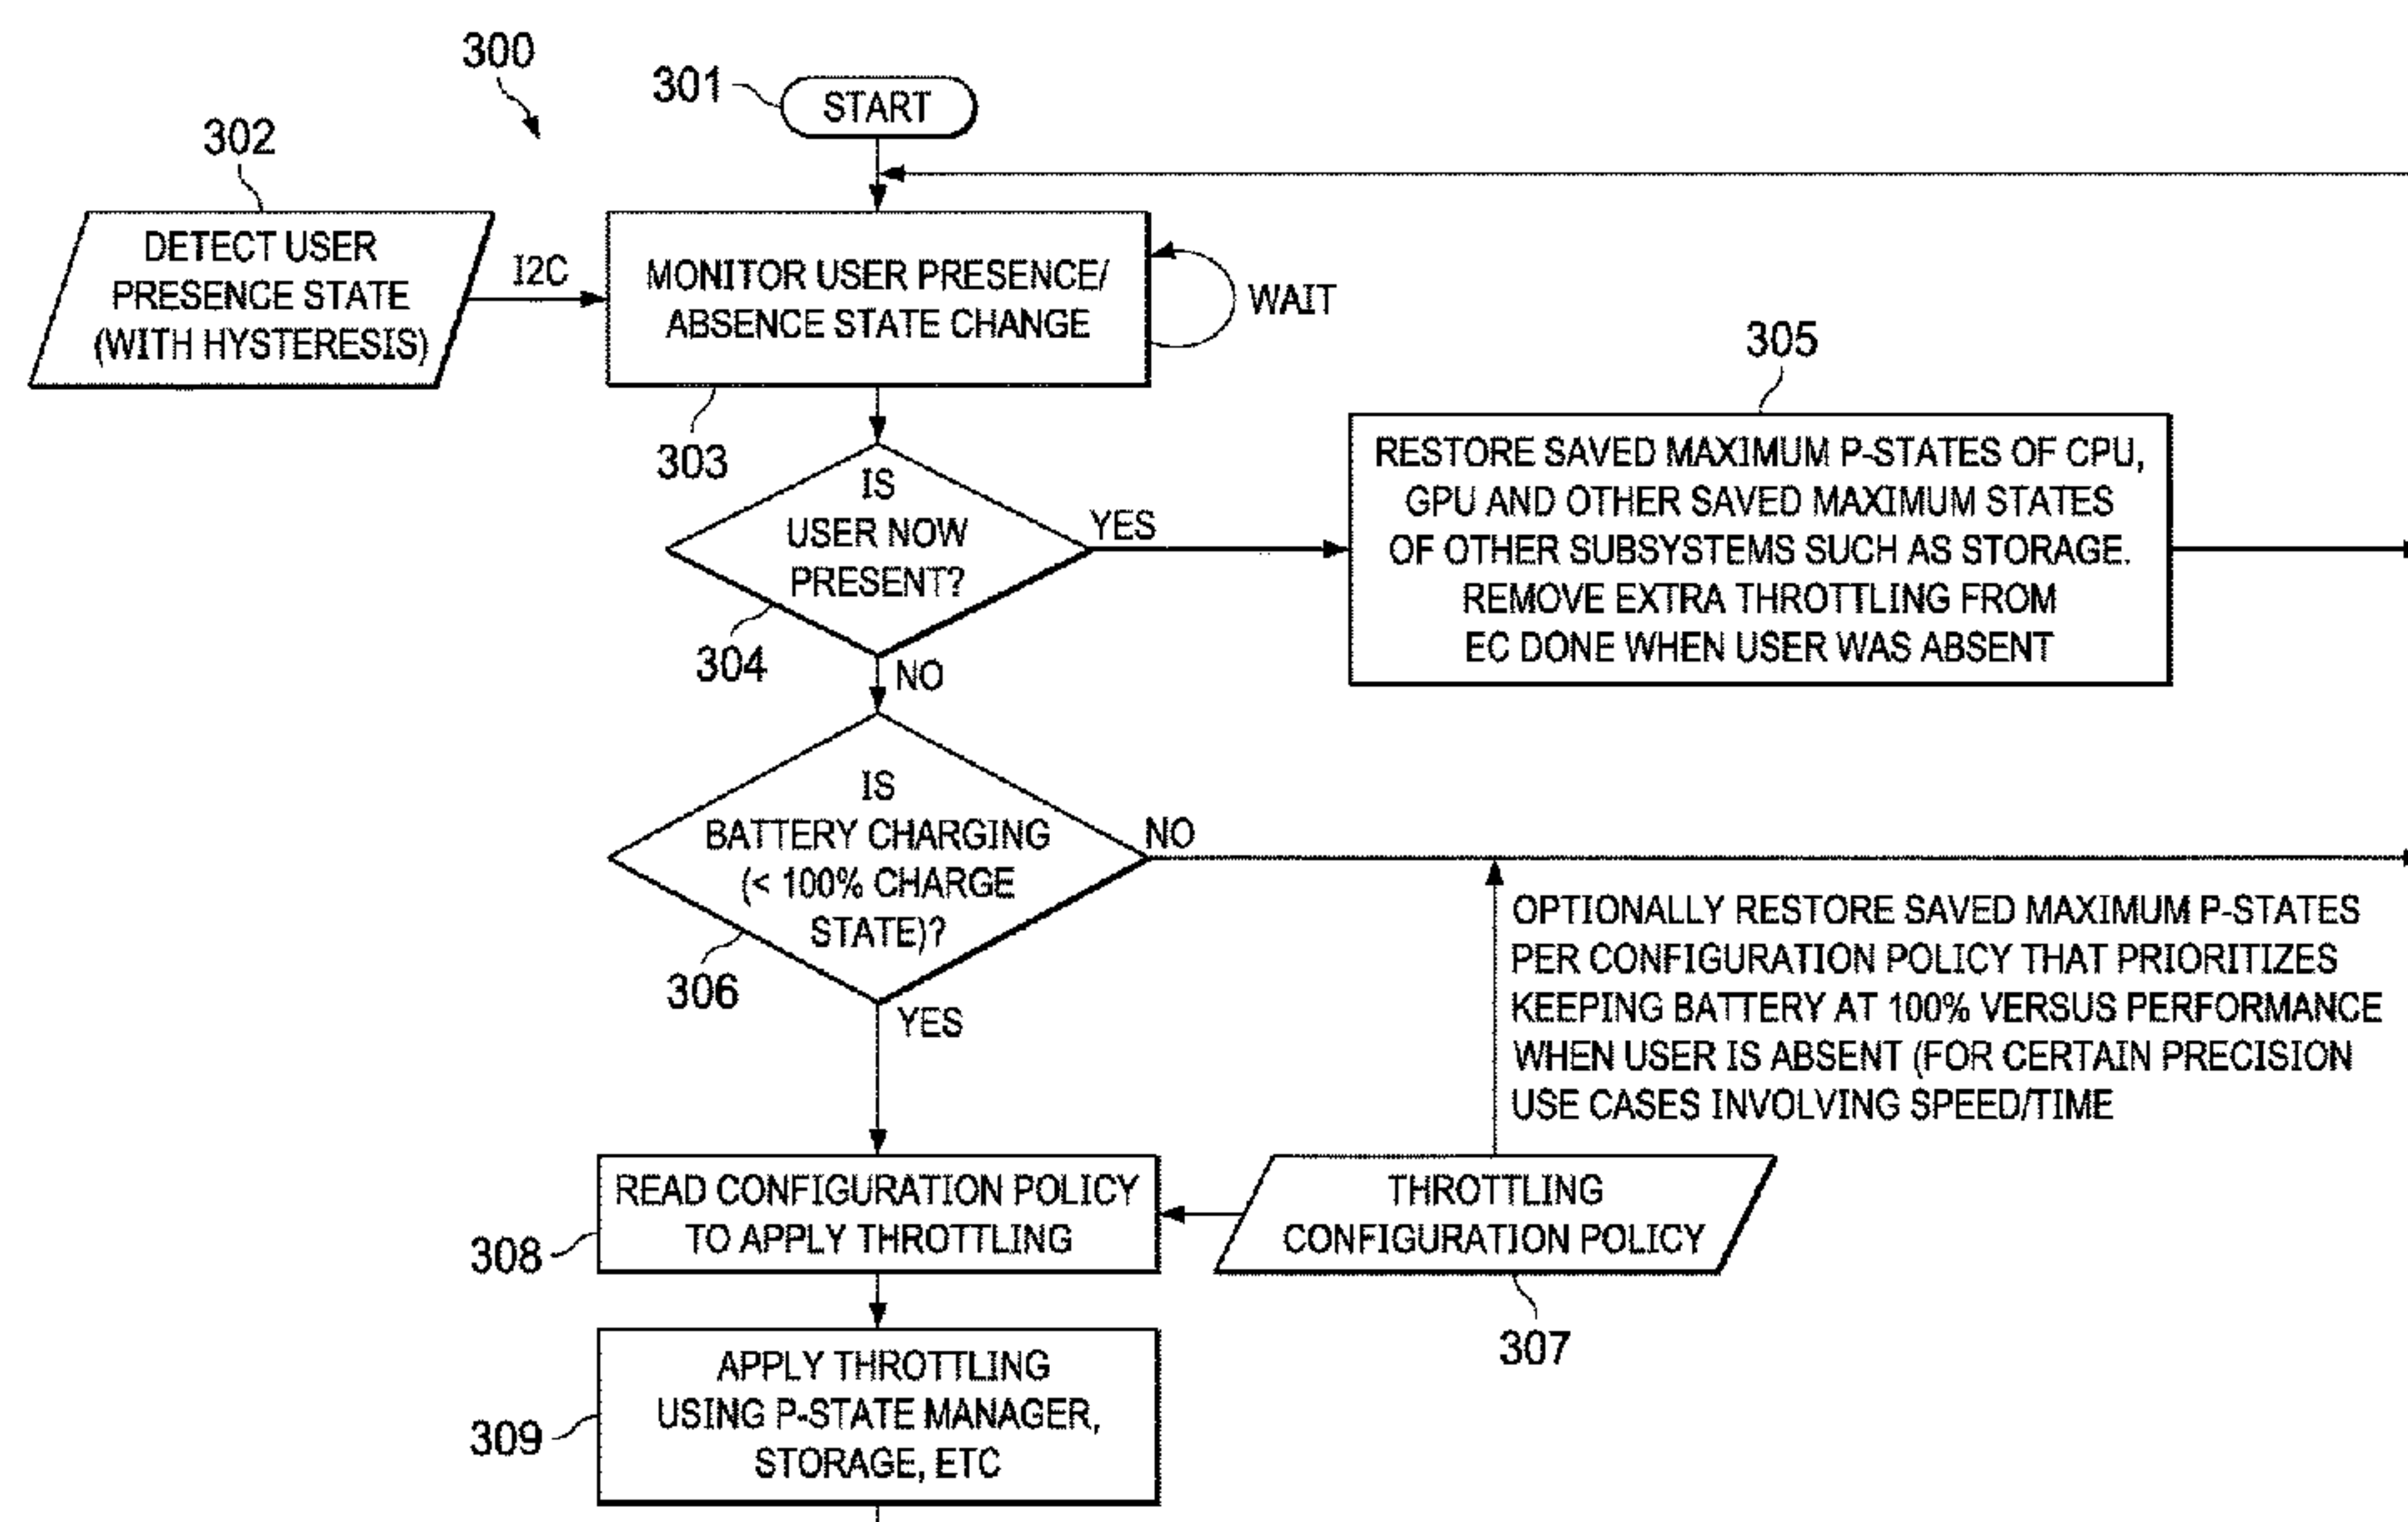 300
301
START
302
DETECT USER
PRESENCE STATE
(WITH HYSTERESIS)
I2C
MONITOR USER PRESENCE/
ABSENCE STATE CHANGE
WAIT
303
305
RESTORE SAVED MAXIMUM P-STATES OF CPU,
GPU AND OTHER SAVED MAXIMUM STATES
OF OTHER SUBSYSTEMS SUCH AS STORAGE.
REMOVE EXTRA THROTTLING FROM
EC DONE WHEN USER WAS ABSENT
IS
USER NOW
PRESENT?
YES
304
NO
IS
BATTERY CHARGING
(< 100% CHARGE
STATE)?
NO
306
YES
OPTIONALLY RESTORE SAVED MAXIMUM P-STATES
PER CONFIGURATION POLICY THAT PRIORITIZES
KEEPING BATTERY AT 100% VERSUS PERFORMANCE
WHEN USER IS ABSENT (FOR CERTAIN PRECISION
USE CASES INVOLVING SPEED/TIME
READ CONFIGURATION POLICY
TO APPLY THROTTLING
308
THROTTLING
CONFIGURATION POLICY
307
APPLY THROTTLING
USING P-STATE MANAGER,
STORAGE, ETC
309